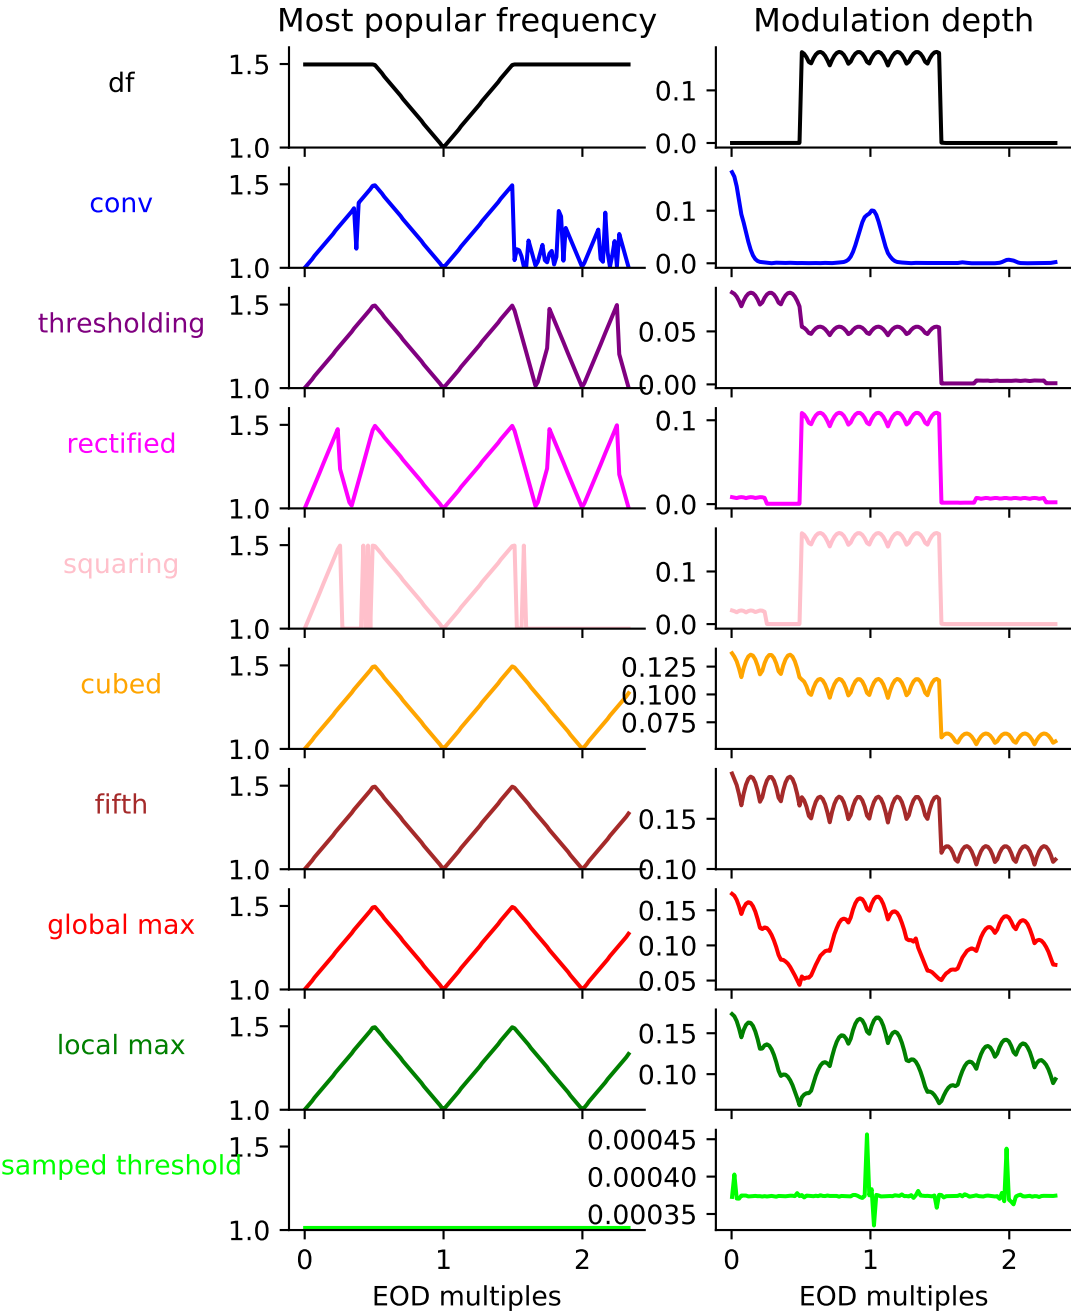 Most popular frequency Modulation depth
df 1.5 1.0 0.1 0.0
conv 1.5 1.0 0.1 0.0
thresholding 1.5 1.0 0.05 0.00
rectified 1.5 1.0 0.1 0.0
squaring 1.5 1.0 0.1 0.0
cubed 1.5 1.0 0.125 0.100 0.075
fifth 1.5 1.0 0.15 0.10
global max 1.5 1.0 0.15 0.10 0.05
local max 1.5 1.0 0.15 0.10
samped threshold 1.5 1.0 0.00045 0.00040 0.00035
0 1 2 0 1 2
EOD multiples EOD multiples